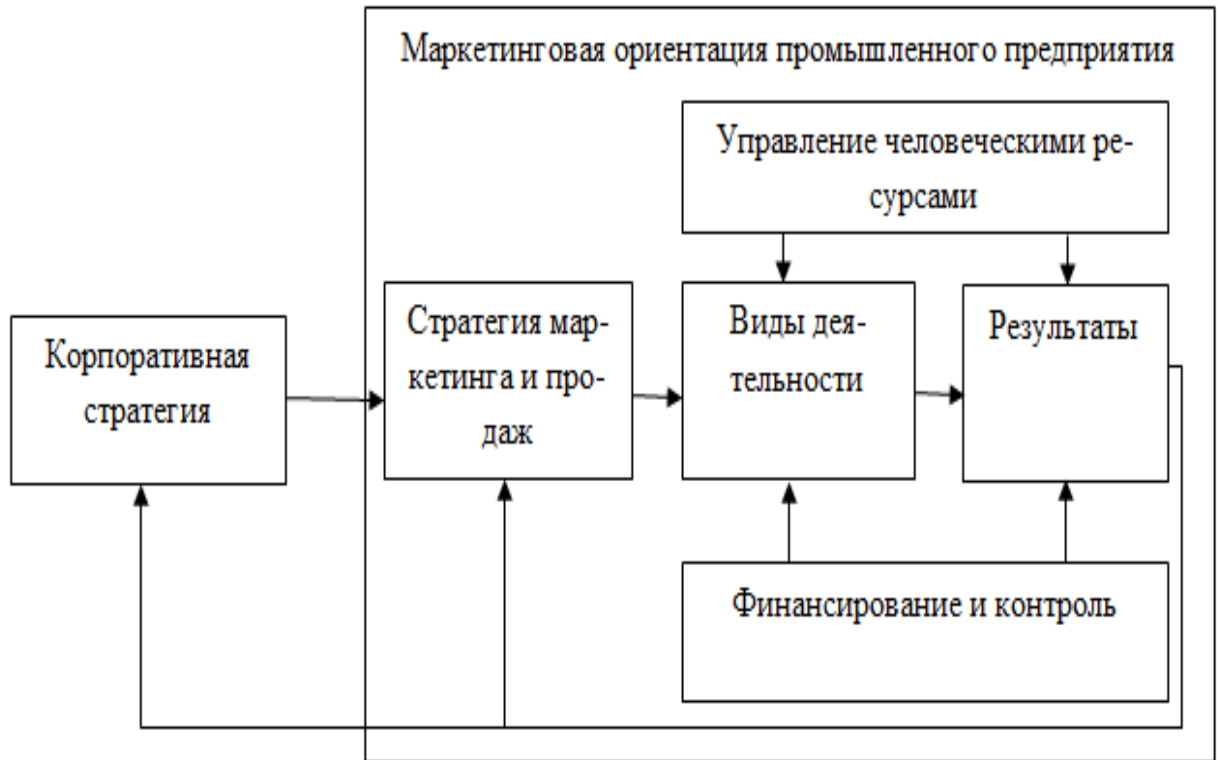 Маркетинговая ориентация промышленного предприятия
Управление человеческими ре-
сурсами
Корпоративная
стратегия
Стратегия мар-
кетинга и про-
даж
Виды дея-
тельности
Результаты
Финансирование и контроль